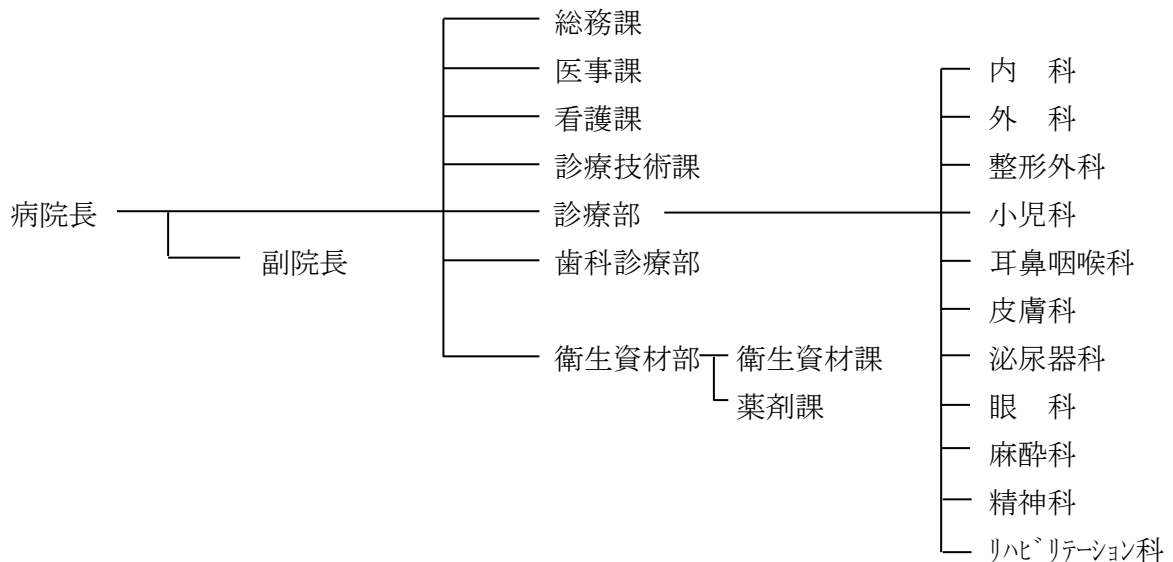 総務課
医事課
内　科
看護課
外　科
診療技術課
整形外科
病院長
診療部
小児科
副院長
歯科診療部
耳鼻咽喉科
皮膚科
衛生資材部
衛生資材課
泌尿器科
薬剤課
眼　科
麻酔科
精神科
ﾘﾊﾋﾞﾘﾃｰｼｮﾝ科